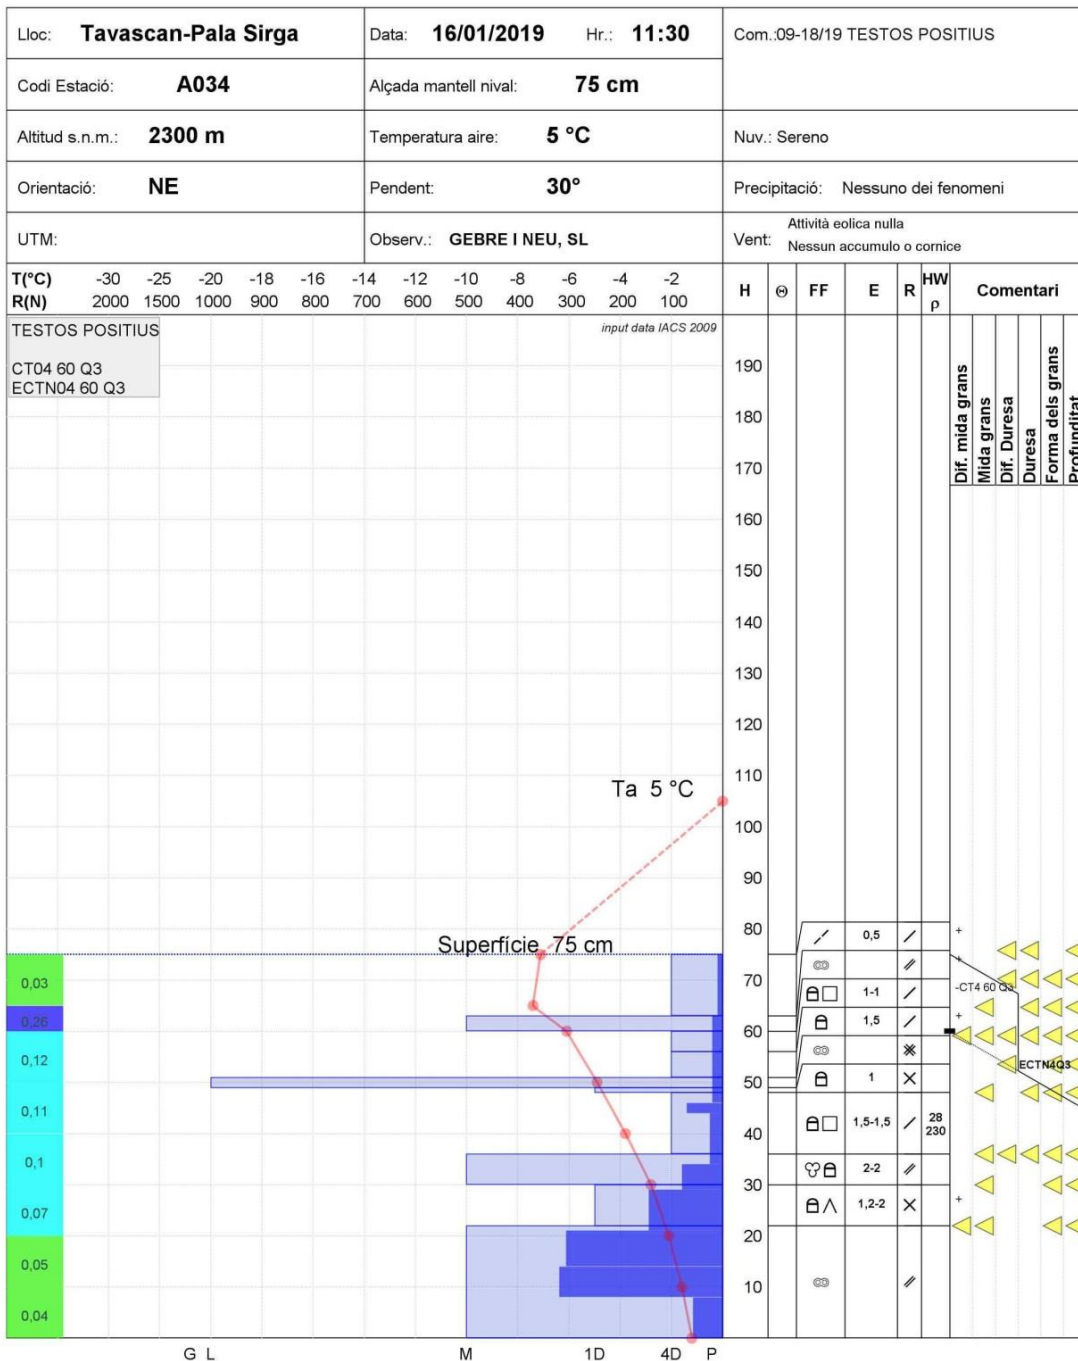 Lloc: Tavascan-Pala Sirga Data: 16/01/2019 Hr.: 11:30 Com.:09-18/19 TESTOS POSITIUS
Codi Estació: A034 Alçada mantell nival: 75 cm
Altitud s.n.m.: 2300 m Temperatura aire: 5 °C Nuv.: Sereno
Orientació: NE Pendent: 30° Precipitació: Nessuno dei fenomeni
UTM: Observ.: GEBRE I NEU, SL Vent: Attività eolica nulla
Nessun accumulo o cornice
T(°C) -30 -25 -20 -18 -16 -14 -12 -10 -8 -6 -4 -2
R(N) 2000 1500 1000 900 800 700 600 500 400 300 200 100
H Θ FF E R HW ρ Comentari
TESTOS POSITIUS
CT04 60 Q3
ECTN04 60 Q3
input data IACS 2009
Dif. mida grans
Mida grans
Dif. Duresa
Duresa
Forma dels grans
Profunditat
190
180
170
160
150
140
130
120
110
Ta 5 °C
100
90
80
+ 0,5
Superfície 75 cm
+
70
0,03
1-1
-CT4 60 Q3-
0,26
1,5
+
60
0,12
ECTN4Q3
50
1
0,11
40
1,5-1,5 28
230
0,1
2-2
30
0,07
1,2-2
+
20
0,05
10
0,04
G L M 1D 4D P